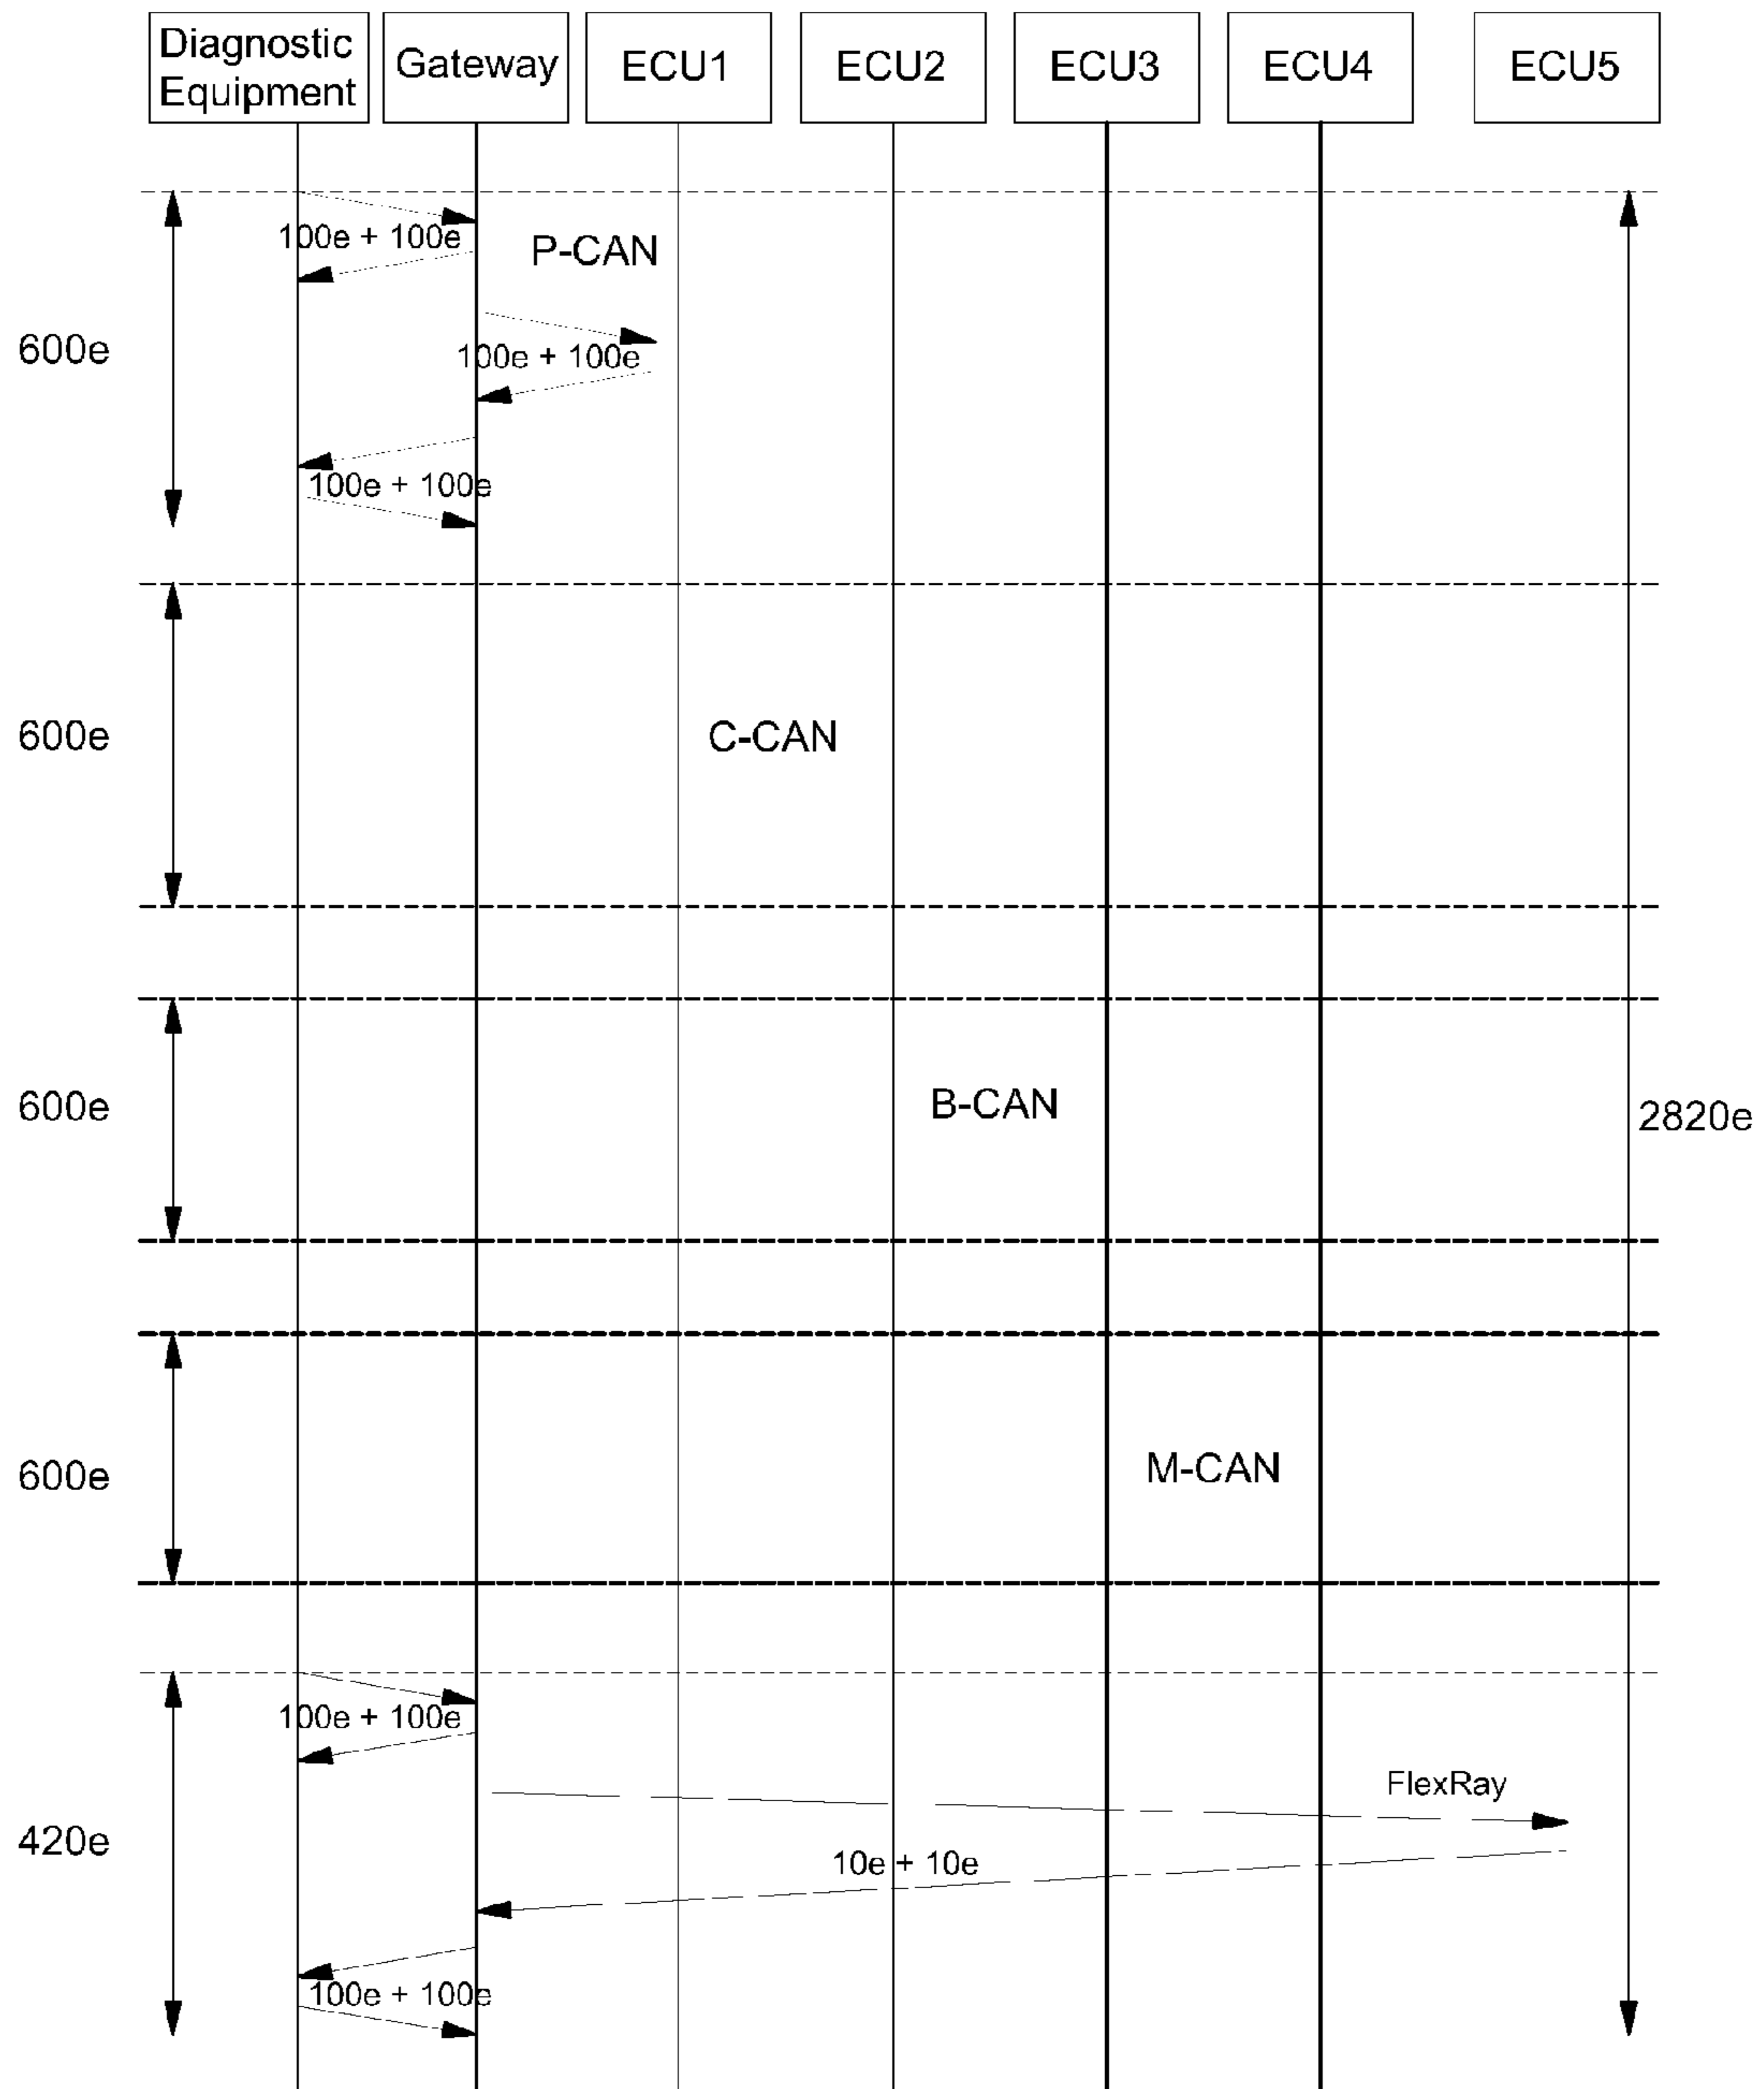 Diagnostic
Equipment
Gateway
ECU1
ECU2
ECU3
ECU4
ECU5
100e + 100e
P-CAN
600e
100e + 100e
100e + 100e
600e
C-CAN
600e
B-CAN
2820e
600e
M-CAN
100e + 100e
FlexRay
420e
10e + 10e
100e + 100e